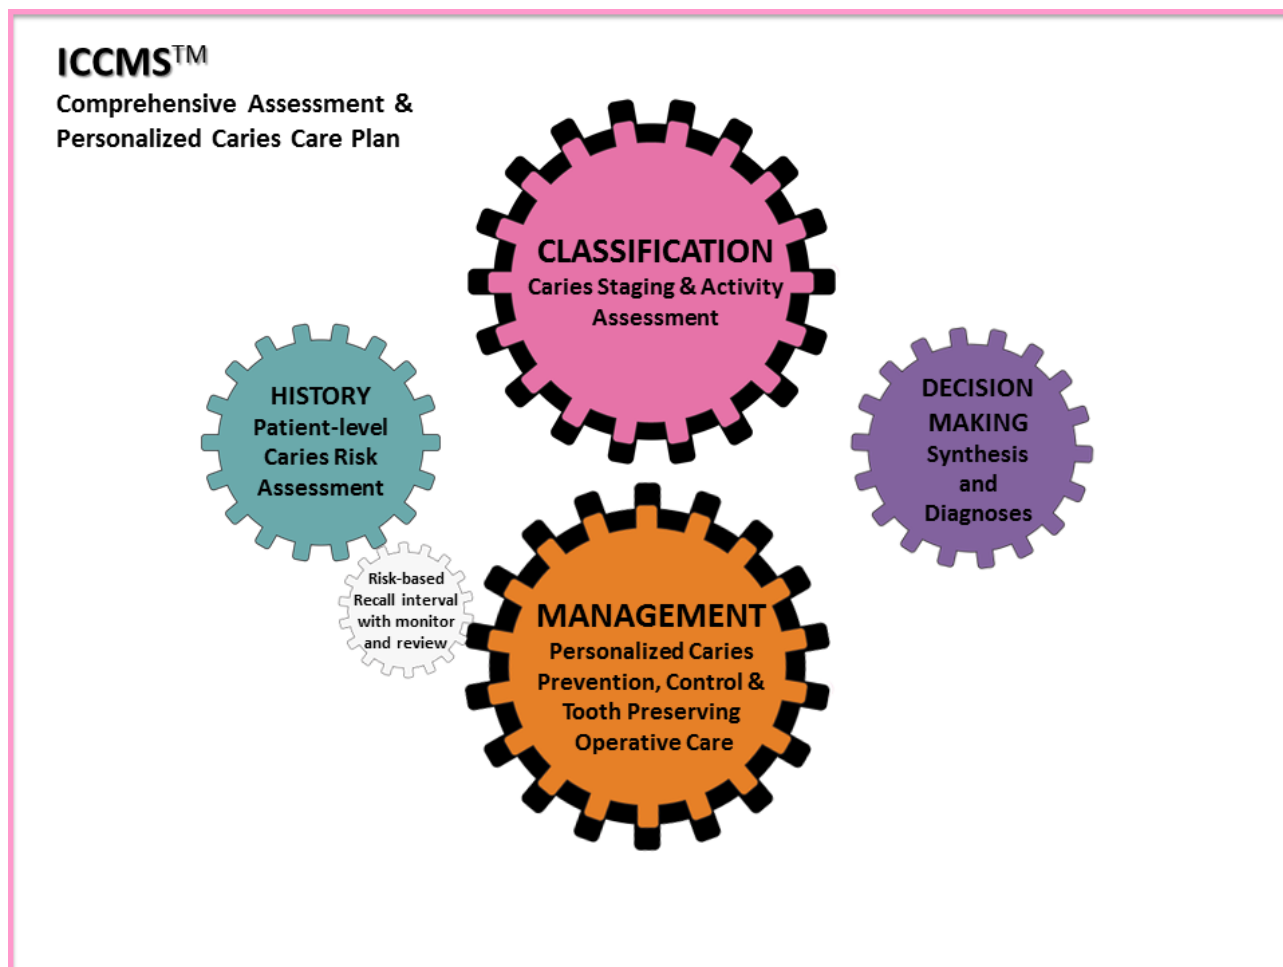 ICCMS™
Comprehensive Assessment &
Personalized Caries Care Plan
CLASSIFICATION
Caries Staging & Activity
Assessment
HISTORY
Patient-level
Caries Risk
Assessment
DECISION
MAKING
Synthesis
and
Diagnoses
Risk-based
Recall interval
with monitor
and review
MANAGEMENT
Personalized Caries
Prevention, Control &
Tooth Preserving
Operative Care